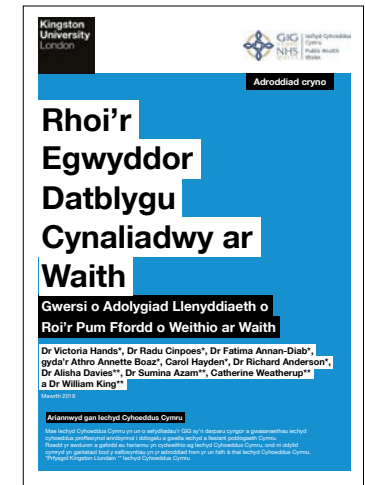 Kingston
University
London
GIG
NHS
Iechyd Cyhoeddus
Cymru
Public Health
Wales
Adroddiad cryno
Rhoi'r
Egwyddor
Datblygu
Cynaliadwy ar
Waith
Gwersi o Adolygiad Llenyddiaeth o
Roi'r Pum Ffordd o Weithio ar Waith
Dr Victoria Hands*, Dr Radu Cinpoes*, Dr Fatima Annan-Diab*,
gyda'r Athro Annette Boaz*, Carol Hayden*, Dr Richard Anderson*,
Dr Alisha Davies**, Dr Sumina Azam**, Catherine Weatherup**
a Dr William King**
Mawrth 2019
Ariannwyd gan Iechyd Cyhoeddus Cymru
Mae Iechyd Cyhoeddus Cymru yn un o sefydliadau'r GIG sy'n darparu cyngor a gwasanaethau iechyd
cyhoeddus proffesiynol annibynnol i ddiogelu a gwella iechyd a llesiant poblogaeth Cymru.
Roedd yr awduron a gafodd eu hariannu yn cydweithio ag Iechyd Cyhoeddus Cymru, ond ni ddylid
cymryd yn ganiataol bod y safbwyntiau yn yr adroddiad hwn yr un fath â rhai Iechyd Cyhoeddus Cymru.
*Prifysgol Kingston Llundain ** Iechyd Cyhoeddus Cymru